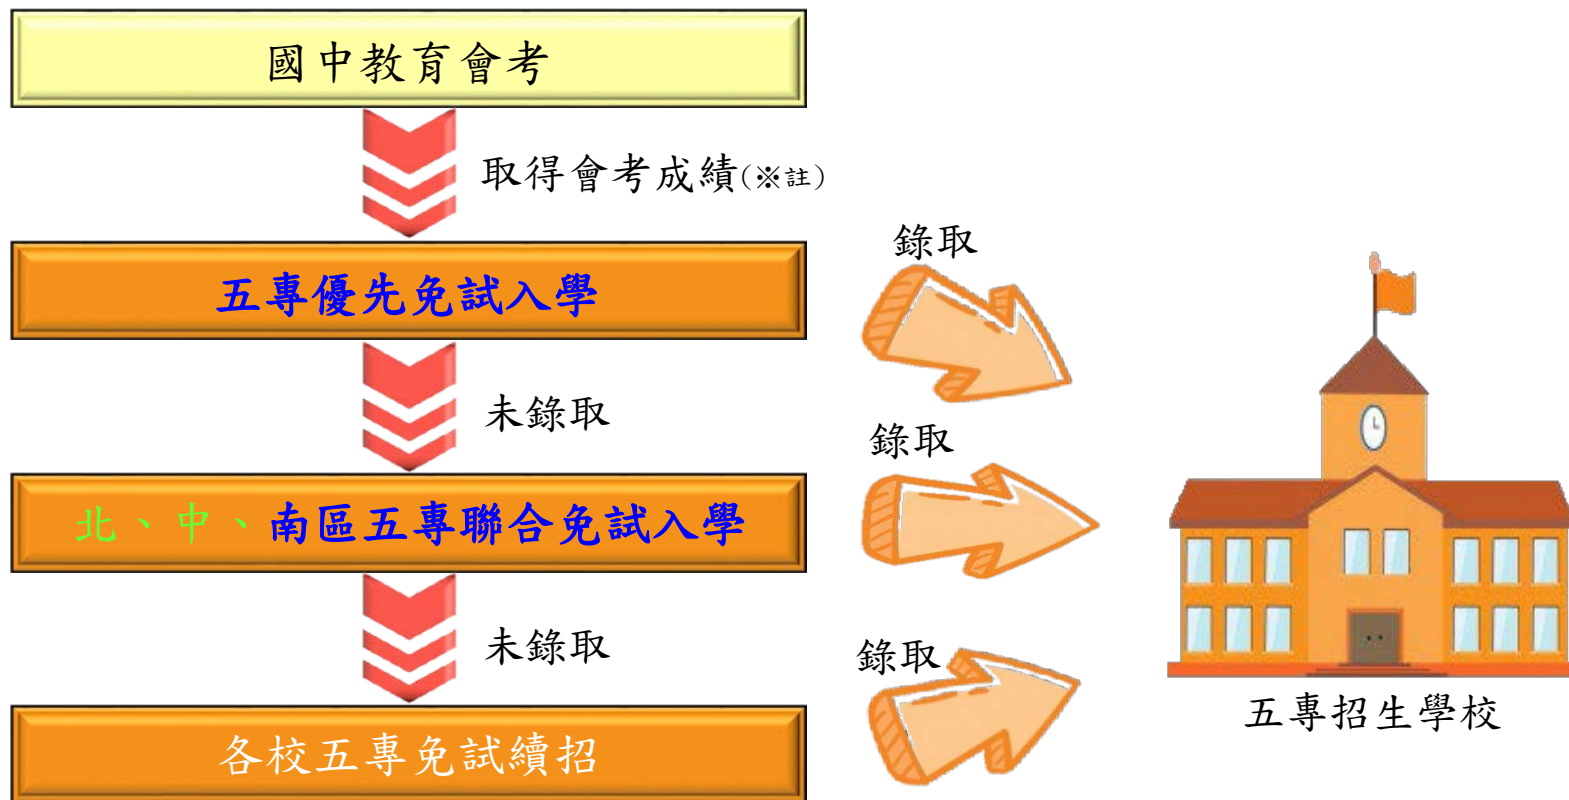 國中教育會考
取得會考成績(※註)
五專優先免試入學
錄取
未錄取
北、中、南區五專聯合免試入學
錄取
未錄取
各校五專免試續招
錄取
五專招生學校